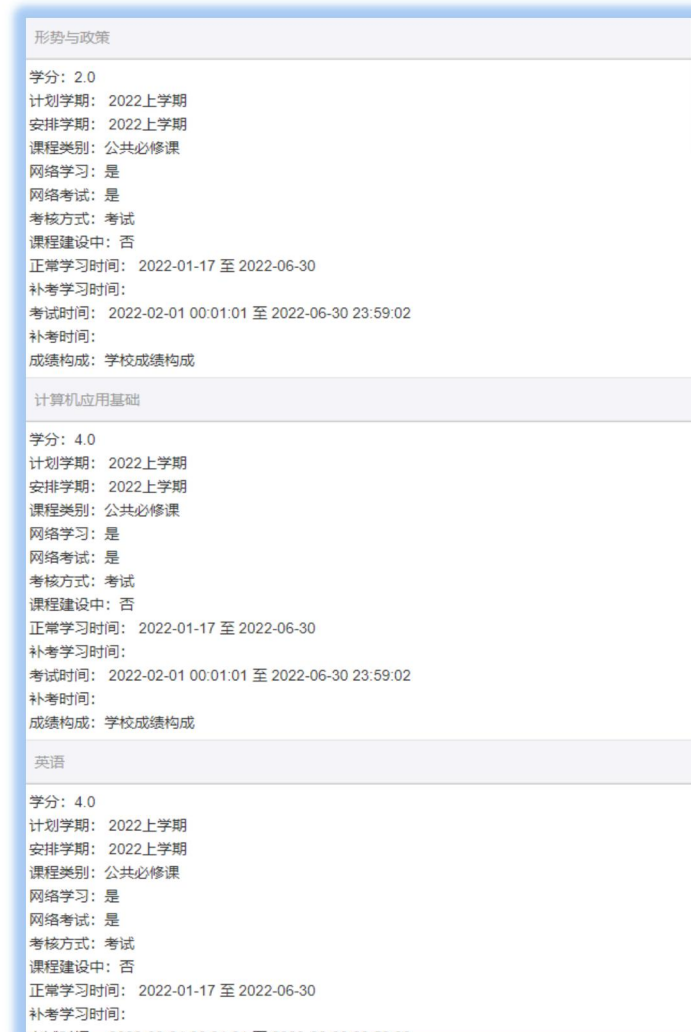 形势与政策
学分：2.0
计划学期： 2022上学期
安排学期： 2022上学期
课程类别：公共必修课
网络学习：是
网络考试：是
考核方式：考试
课程建设中：否
正常学习时间： 2022-01-17 至 2022-06-30
补考学习时间：
考试时间： 2022-02-01 00:01:01 至 2022-06-30 23:59:02
补考时间：
成绩构成：学校成绩构成
计算机应用基础
学分：4.0
计划学期： 2022上学期
安排学期： 2022上学期
课程类别：公共必修课
网络学习：是
网络考试：是
考核方式：考试
课程建设中：否
正常学习时间： 2022-01-17 至 2022-06-30
补考学习时间：
考试时间： 2022-02-01 00:01:01 至 2022-06-30 23:59:02
补考时间：
成绩构成：学校成绩构成
英语
学分：4.0
计划学期： 2022上学期
安排学期： 2022上学期
课程类别：公共必修课
网络学习：是
网络考试：是
考核方式：考试
课程建设中：否
正常学习时间： 2022-01-17 至 2022-06-30
补考学习时间：